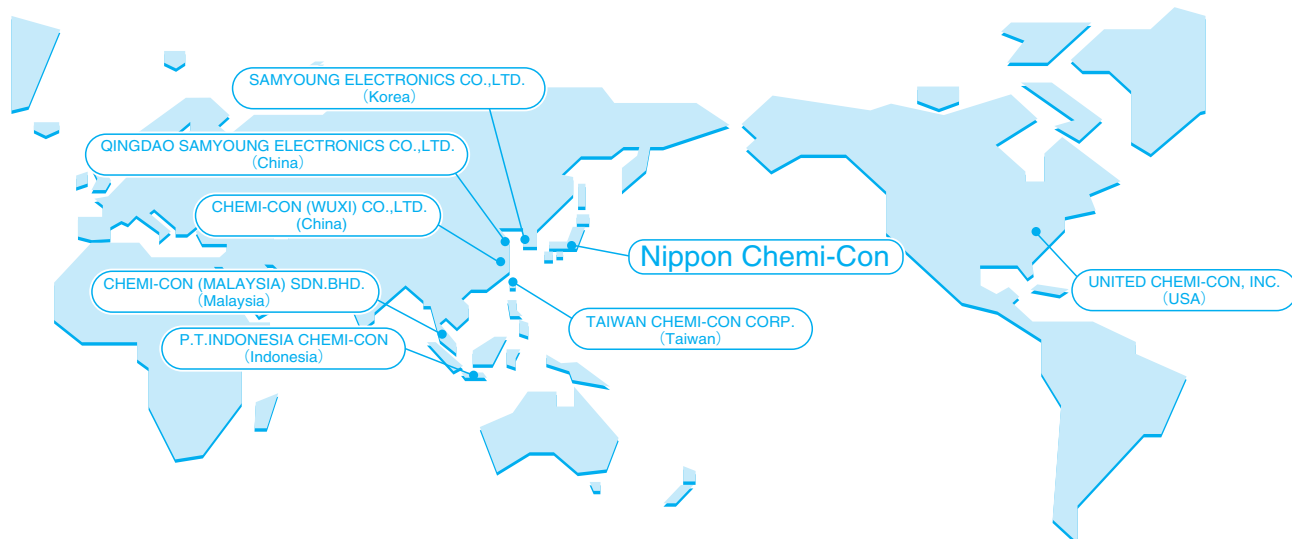 SAMYOUNG ELECTRONICS CO.,LTD.
（Korea）
QINGDAO SAMYOUNG ELECTRONICS CO.,LTD.
（China）
CHEMI-CON (WUXI) CO.,LTD.
(China)
Nippon Chemi-Con
CHEMI-CON (MALAYSIA) SDN.BHD.
（Malaysia）
UNITED CHEMI-CON, INC.
（USA）
TAIWAN CHEMI-CON CORP.
（Taiwan）
P.T.INDONESIA CHEMI-CON
（Indonesia）